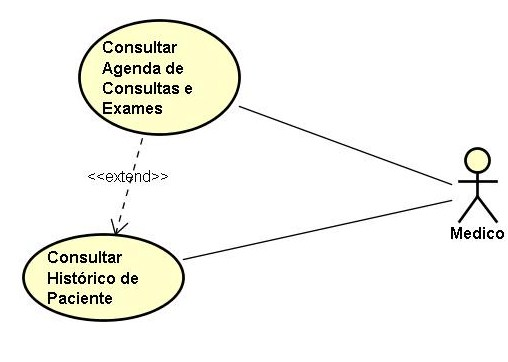 Consultar
Agenda de
Consultas e
Exames
<<extend>>
Medico
Consultar
Histórico de
Paciente